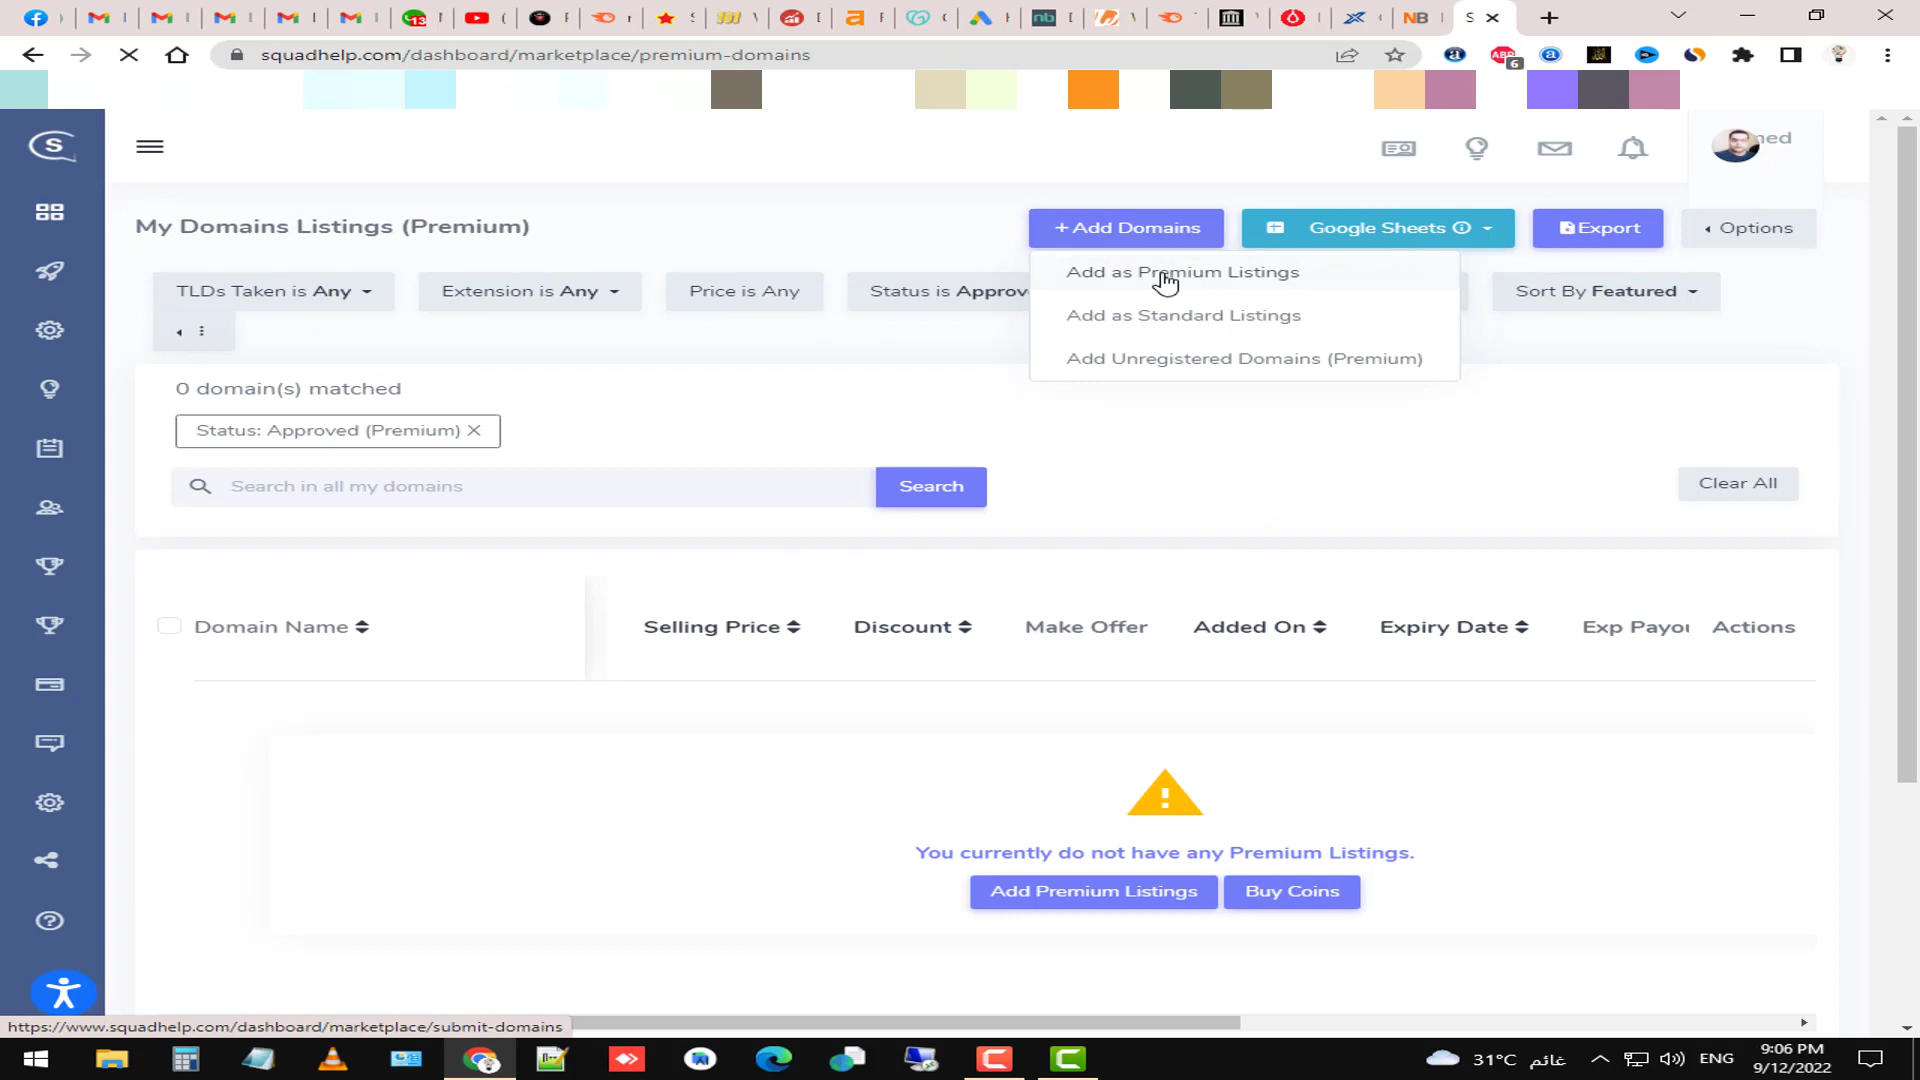 squadhelp.com/dashboard/marketplace/premium-domains
My Domains Listings (Premium)
+ Add Domains
Google Sheets
Export
Options
TLDs Taken is Any
Extension is Any
Price is Any
Status is Approv
Sort By Featured
Add as Premium Listings
Add as Standard Listings
Add Unregistered Domains (Premium)
0 domain(s) matched
Status: Approved (Premium)
Search in all my domains
Search
Clear All
Domain Name
Selling Price
Discount
Make Offer
Added On
Expiry Date
Exp Payou
Actions
You currently do not have any Premium Listings.
Add Premium Listings
Buy Coins
https://www.squadhelp.com/dashboard/marketplace/submit-domains
31°C غائم
ENG
9:06 PM
9/12/2022